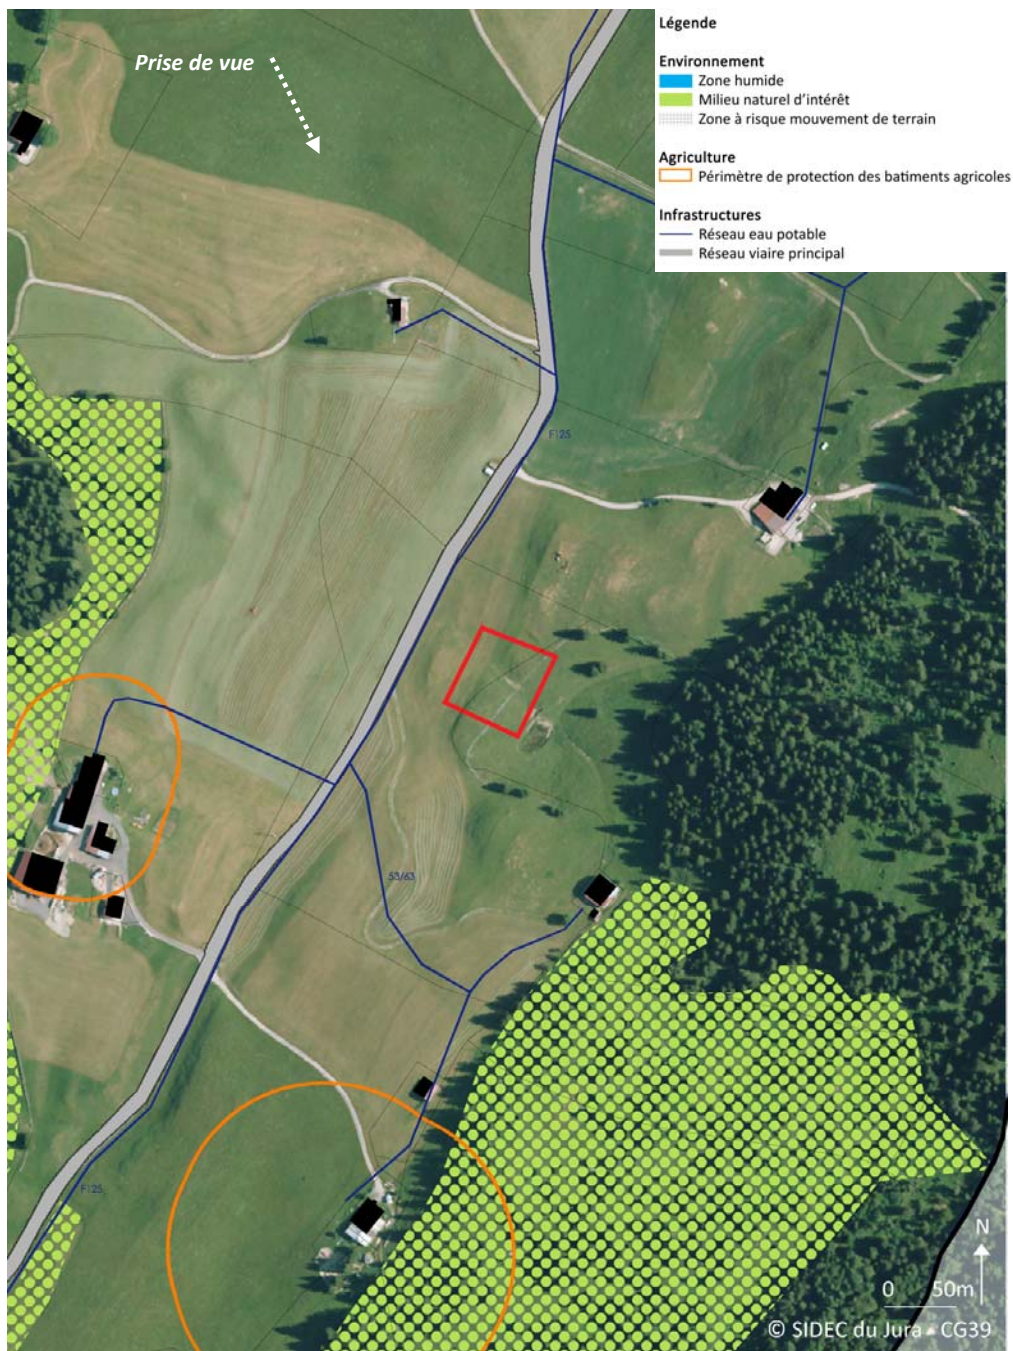 Légende
Environnement
Zone humide
Milieu naturel d'intérêt
Zone à risque mouvement de terrain
Agriculture
Périmètre de protection des batiments agricoles
Infrastructures
Réseau eau potable
Réseau viaire principal
Prise de vue
F125
53/63
F125
N
0 50m
© SIDEC du Jura - CG39